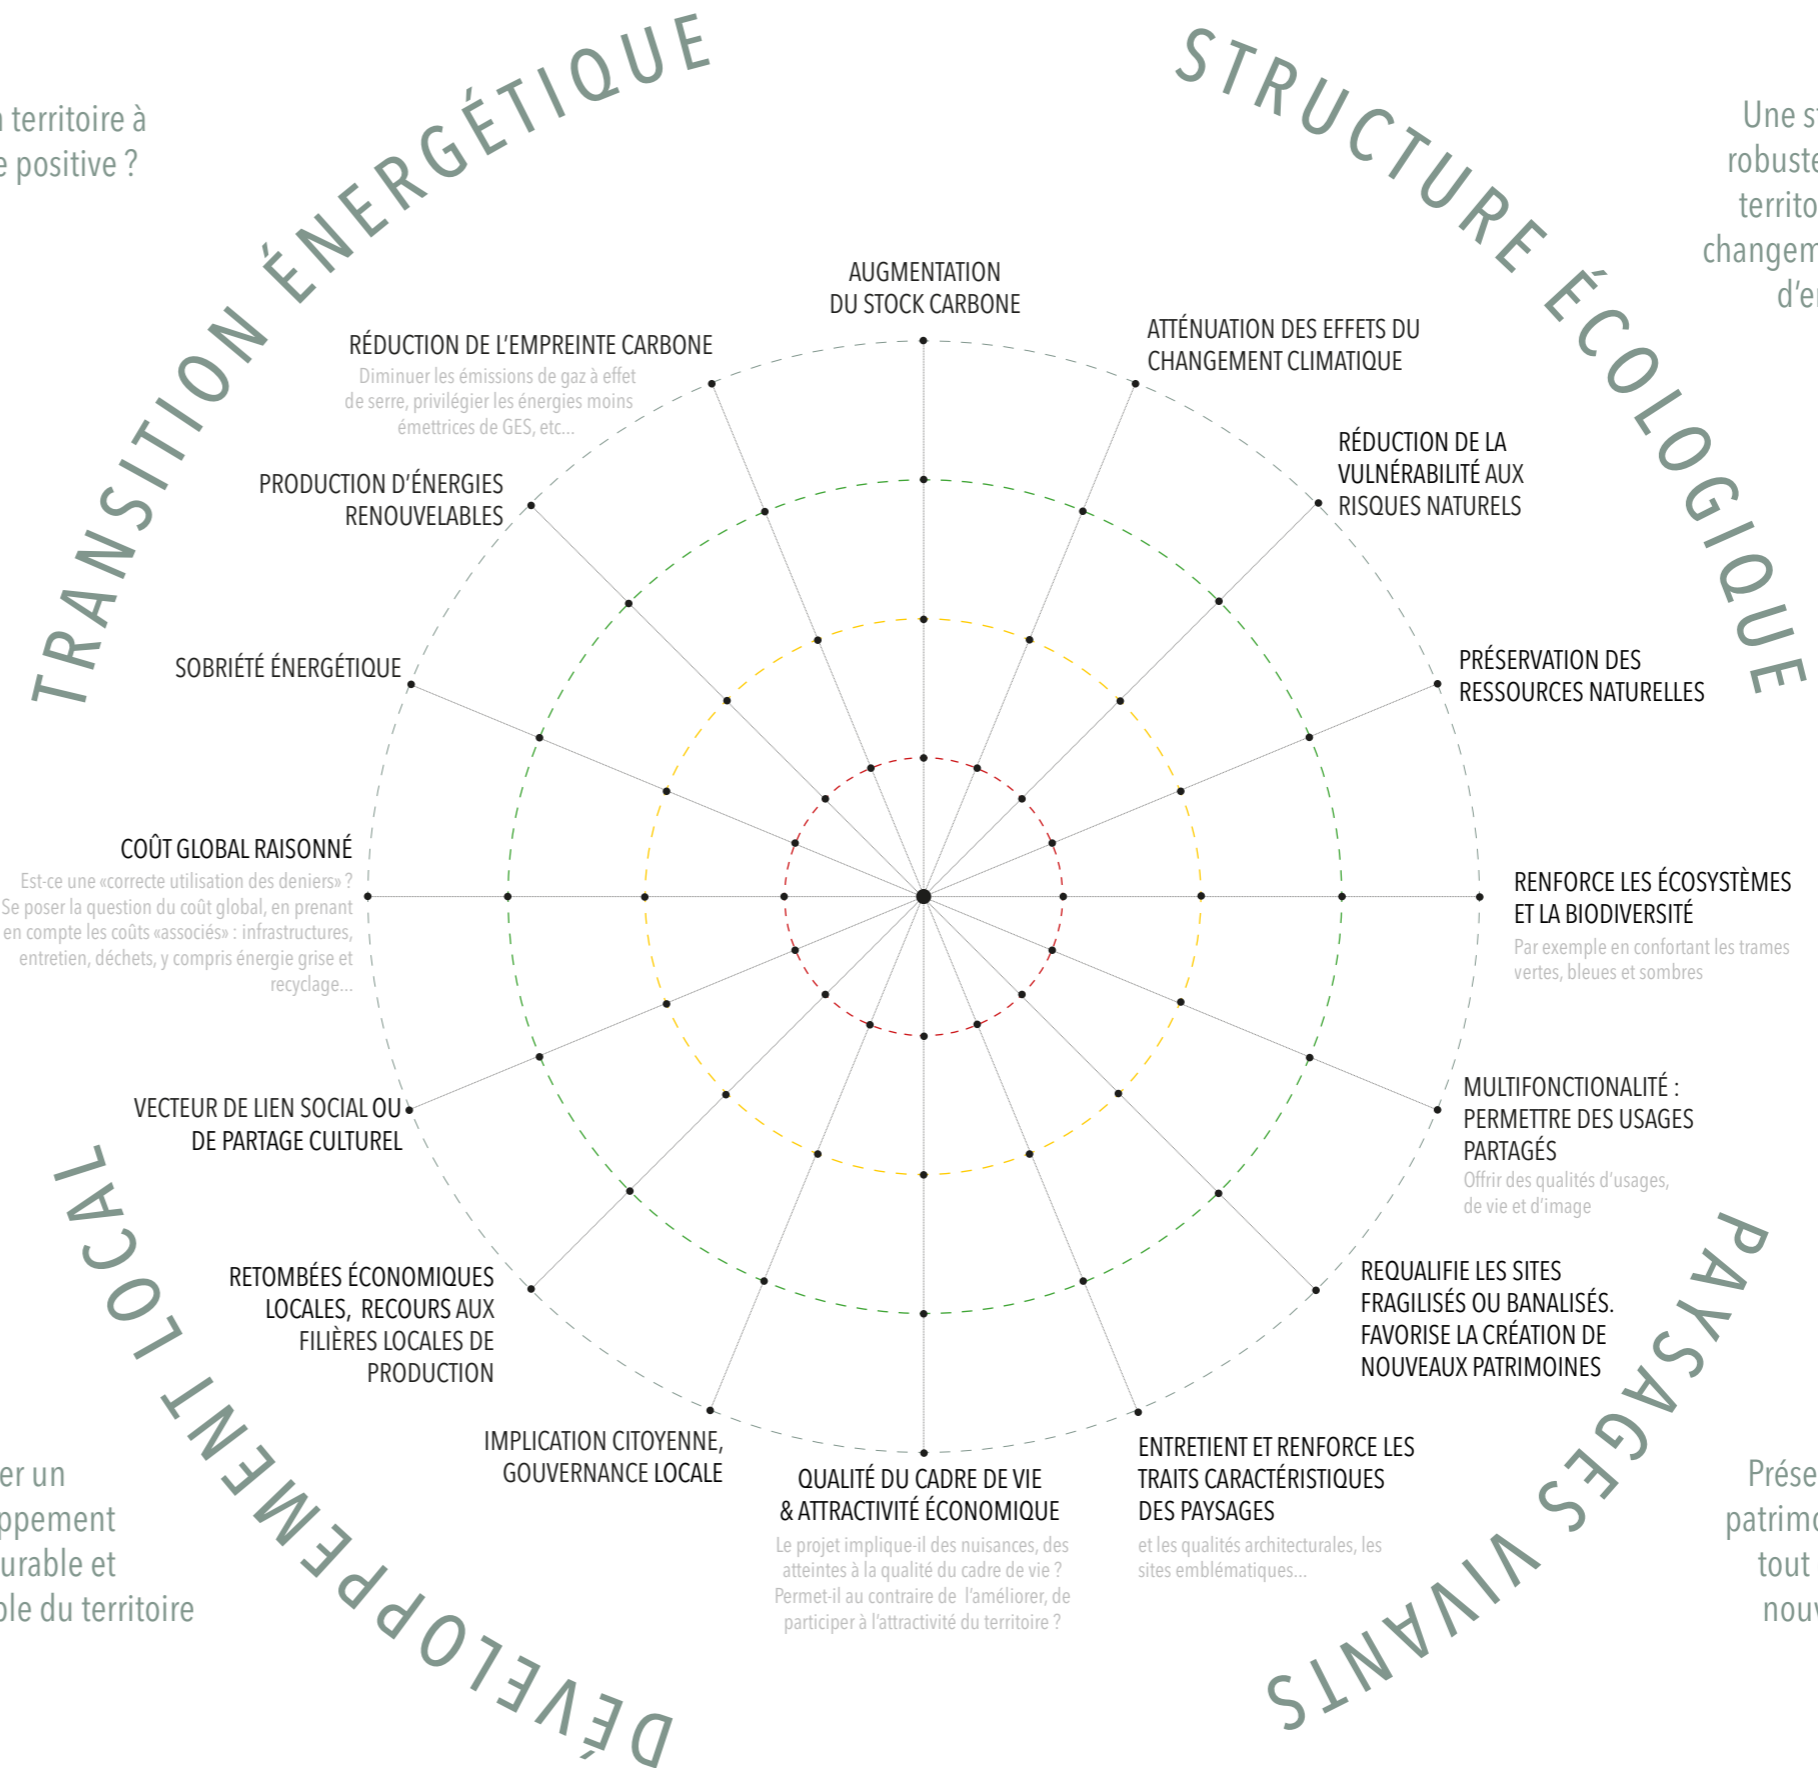 TRANSITION ÉNERGÉTIQUE
STRUCTURE ÉCOLOGIQUE
territoire à
positive ?
Une
AUGMENTATION
DU STOCK CARBONE
RÉDUCTION DE L’EMPREINTE CARBONE
Diminuer les émissions de gaz à effet
de serre, privilégier les énergies moins
émettrices de GES, etc...
PRODUCTION D’ÉNERGIES
RENOUVELABLES
SOBRIÉTÉ ÉNERGÉTIQUE
COÛT GLOBAL RAISONNÉ
Est-ce une «correcte utilisation des deniers» ?
Se poser la question du coût global, en prenant
en compte les coûts «associés» : infrastructures,
entretien, déchets, y compris énergie grise et
recyclage...
VECTEUR DE LIEN SOCIAL OU
DE PARTAGE CULTUREL
RETOMBÉES ÉCONOMIQUES
LOCALES, RECOURS AUX
FILIÈRES LOCALES DE
PRODUCTION
IMPLICATION CITOYENNE,
GOUVERNANCE LOCALE
QUALITÉ DU CADRE DE VIE
& ATTRACTIVITÉ ÉCONOMIQUE
Le projet implique-il des nuisances, des
atteintes à la qualité du cadre de vie ?
Permet-il au contraire de l’améliorer, de
participer à l’attractivité du territoire ?
ATTÉNUATION DES EFFETS DU
CHANGEMENT CLIMATIQUE
RÉDUCTION DE LA
VULNÉRABILITÉ AUX
RISQUES NATURELS
PRÉSERVATION DES
RESSOURCES NATURELLES
RENFORCE LES ÉCOSYSTÈMES
ET LA BIODIVERSITÉ
Par exemple en confortant les trames
vertes, bleues et sombres
MULTIFONCTIONALITÉ :
PERMETTRE DES USAGES
PARTAGÉS
Offrir des qualités d’usages,
de vie et d’image
REQUALIFIE LES SITES
FRAGILISÉS OU BANALISÉS.
FAVORISE LA CRÉATION DE
NOUVEAUX PATRIMOINES
ENTRETIENT ET RENFORCE LES
TRAITS CARACTÉRISTIQUES
DES PAYSAGES
et les qualités architecturales, les
sites emblématiques...
DÉVELOPPEMENT LOCAL
PAYSAGES VIVANTS
un
et
du territoire
tout